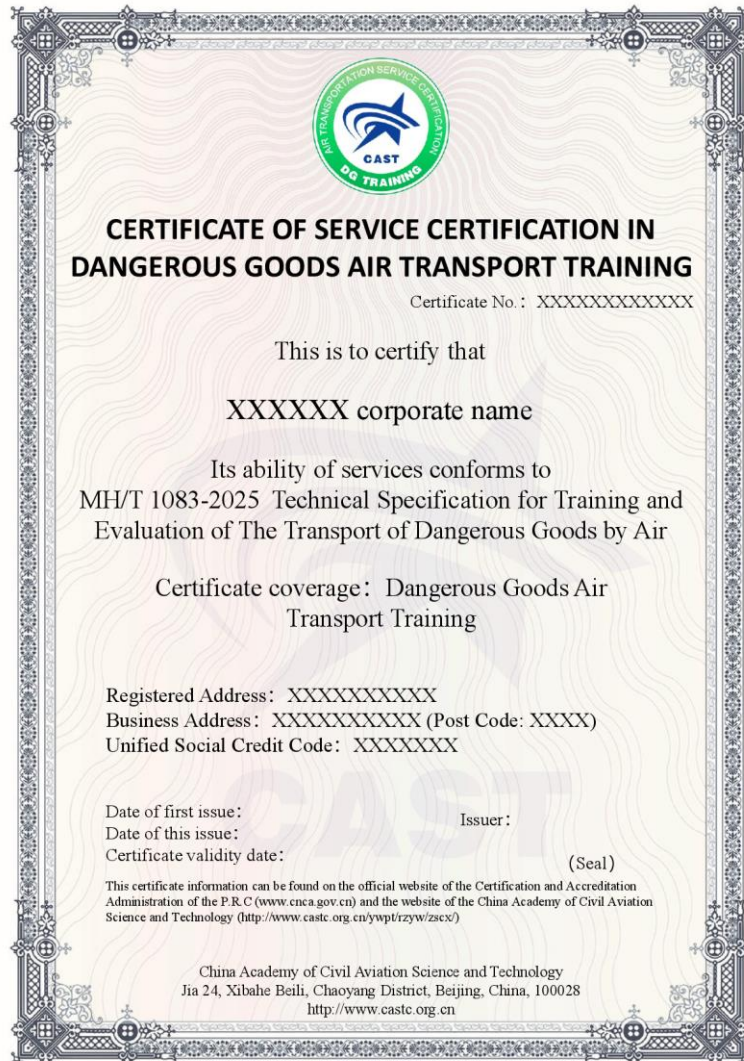 AIR TRANSPORTATION SERVICE CERTIFICATION
CAST
DG TRAINING
CERTIFICATE OF SERVICE CERTIFICATION IN
DANGEROUS GOODS AIR TRANSPORT TRAINING
Certificate No.：XXXXXXXXXXXX
This is to certify that
XXXXXX corporate name
Its ability of services conforms to
MH/T 1083-2025 Technical Specification for Training and
Evaluation of The Transport of Dangerous Goods by Air
Certificate coverage：Dangerous Goods Air
Transport Training
Registered Address：XXXXXXXXXX
Business Address：XXXXXXXXXX (Post Code: XXXX)
Unified Social Credit Code：XXXXXXX
CAST
Date of first issue：
Issuer：
Date of this issue：
Certificate validity date：
(Seal)
This certificate information can be found on the official website of the Certification and Accreditation
Administration of the P.R.C (www.cnca.gov.cn) and the website of the China Academy of Civil Aviation
Science and Technology (http://www.castc.org.cn/ywpt/rzyw/zscx/)
China Academy of Civil Aviation Science and Technology
Jia 24, Xibahe Beili, Chaoyang District, Beijing, China, 100028
http://www.castc.org.cn